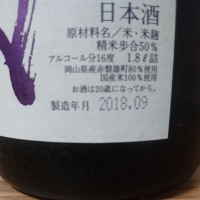 日本酒
原材料名／米・米麹
精米歩合50%
アルコール分16度 1.8ℓ詰
岡山県産赤磐雄町80%使用
国産米100%使用
お酒は20歳になってから。
製造年月 2018.09